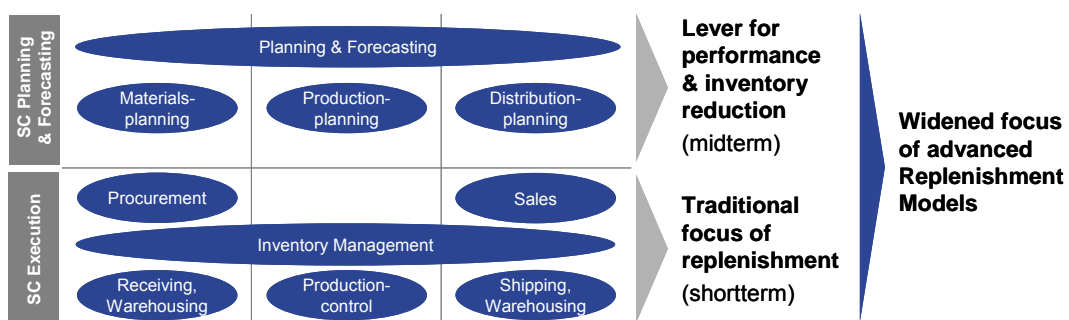 SC Planning
& Forecasting
Planning & Forecasting
Materials-
planning
Production-
planning
Distribution-
planning
Lever for
performance
& inventory
reduction
(midterm)
SC Execution
Procurement
Sales
Inventory Management
Receiving,
Warehousing
Production-
control
Shipping,
Warehousing
Traditional
focus of
replenishment
(shortterm)
Widened focus
of advanced
Replenishment
Models